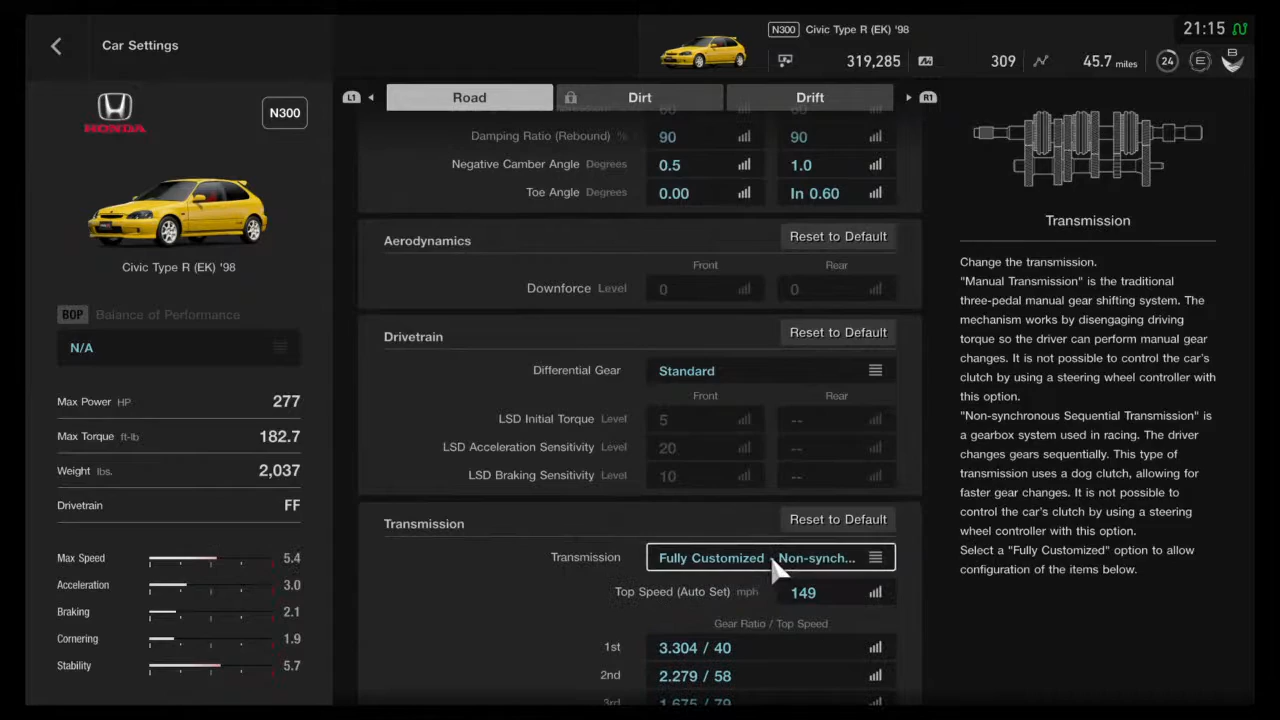 Car Settings
N300 Civic Type R (EK) '98
319,285 309 45.7 miles 24 E B
21:15
HONDA
N300
Civic Type R (EK) '98
BOP Balance of Performance
N/A
Max Power HP 277
Max Torque ft-lb 182.7
Weight lbs. 2,037
Drivetrain FF
Max Speed 5.4
Acceleration 3.0
Braking 2.1
Cornering 1.9
Stability 5.7
L1 Road Dirt Drift R1
Damping Ratio (Rebound) % 90 90
Negative Camber Angle Degrees 0.5 1.0
Toe Angle Degrees 0.00 In 0.60
Aerodynamics Reset to Default
Front Rear
Downforce Level 0 0
Drivetrain Reset to Default
Differential Gear Standard
Front Rear
LSD Initial Torque Level 5 --
LSD Acceleration Sensitivity Level 20 --
LSD Braking Sensitivity Level 10 --
Transmission Reset to Default
Transmission Fully Customized - Non-synch...
Top Speed (Auto Set) mph 149
Gear Ratio / Top Speed
1st 3.304 / 40
2nd 2.279 / 58
3rd 1.675 / 79
Transmission
Change the transmission.
"Manual Transmission" is the traditional
three-pedal manual gear shifting system. The
mechanism works by disengaging driving
torque so the driver can perform manual gear
changes. It is not possible to control the car's
clutch by using a steering wheel controller with
this option.
"Non-synchronous Sequential Transmission" is
a gearbox system used in racing. The driver
changes gears sequentially. This type of
transmission uses a dog clutch, allowing for
faster gear changes. It is not possible to
control the car's clutch by using a steering
wheel controller with this option.
Select a "Fully Customized" option to allow
configuration of the items below.